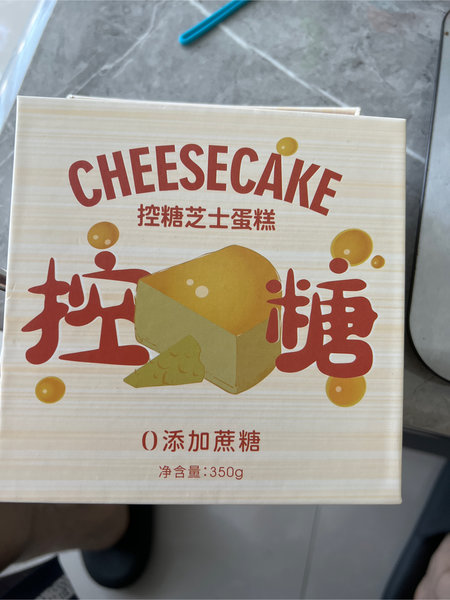 CHEESECAKE
控糖芝士蛋糕
控糖
0添加蔗糖
净含量:350g